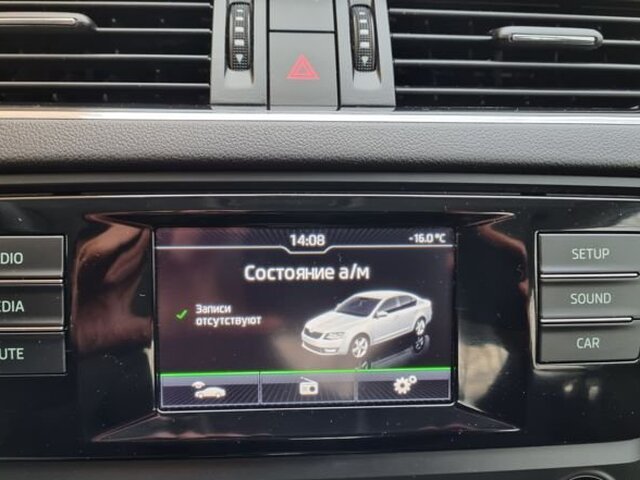 14:08
-16.0°C
Состояние а/м
Записи
отсутствуют
DIO
EDIA
UTE
SETUP
SOUND
CAR